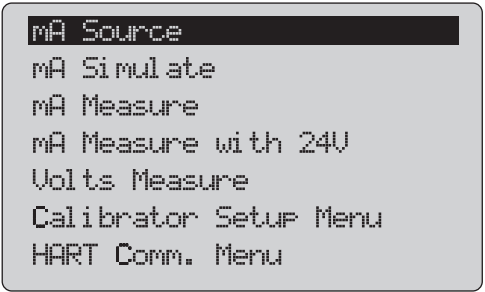 mA Source
mA Simulate
mA Measure
mA Measure with 24V
Volts Measure
Calibrator Setup Menu
HART Comm. Menu